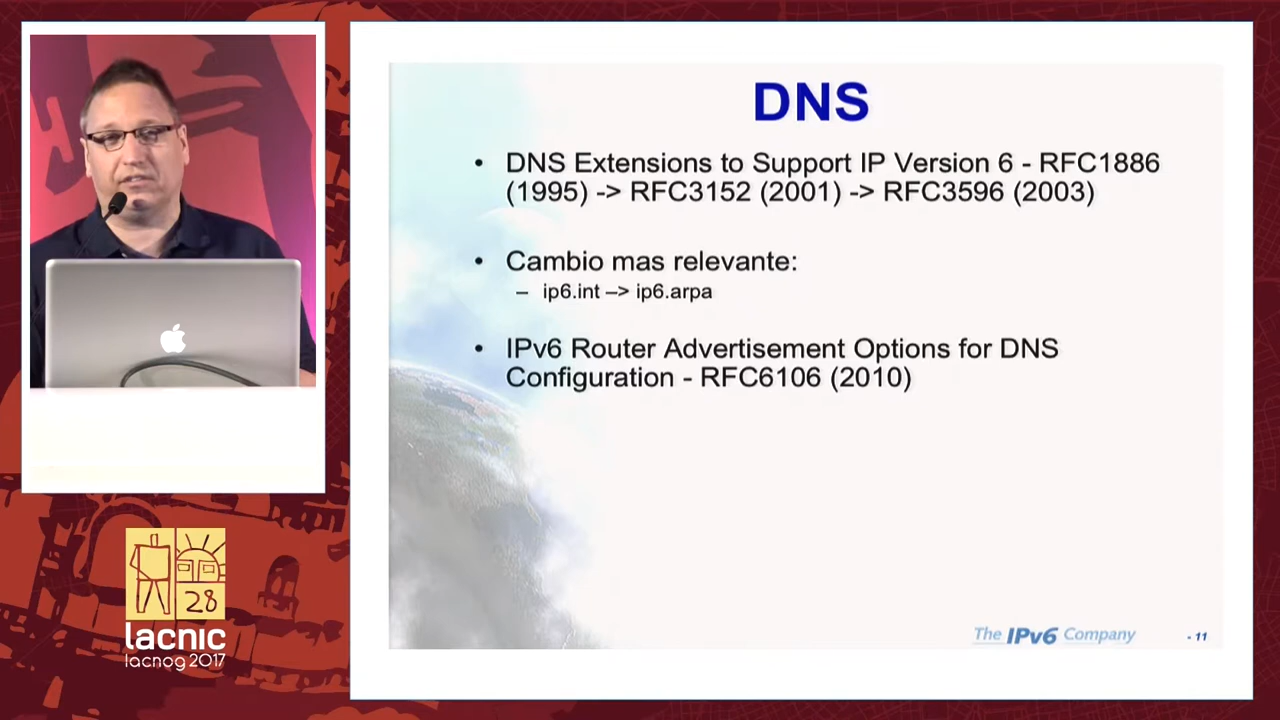 DNS
• DNS Extensions to Support IP Version 6 - RFC1886
(1995) -> RFC3152 (2001) -> RFC3596 (2003)
• Cambio mas relevante:
– ip6.int –> ip6.arpa
• IPv6 Router Advertisement Options for DNS
Configuration - RFC6106 (2010)
The IPv6 Company
- 11
28
lacnic
lacnog 2017